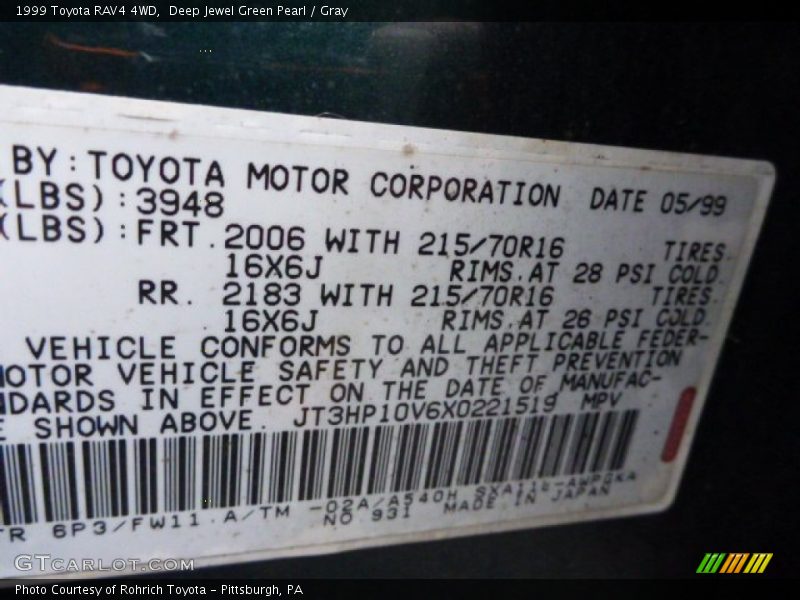 1999 Toyota RAV4 4WD, Deep Jewel Green Pearl / Gray
BY: TOYOTA MOTOR CORPORATION DATE 05/99
(LBS): 3948
(LBS): FRT. 2006 WITH 215/70R16 TIRES.
16X6J RIMS. AT 28 PSI COLD.
RR. 2183 WITH 215/70R16 TIRES.
16X6J RIMS. AT 26 PSI COLD.
VEHICLE CONFORMS TO ALL APPLICABLE FEDER-
OTOR VEHICLE SAFETY AND THEFT PREVENTION
NDARDS IN EFFECT ON THE DATE OF MANUFAC-
E SHOWN ABOVE. JT3HP10V6X0221519 MPV
TR 6P3/FW11 . A/TM -02A/A540H SXA11
NO 931 MADE IN JAPAN
GTCARLOT.COM
Photo Courtesy of Rohrich Toyota - Pittsburgh, PA